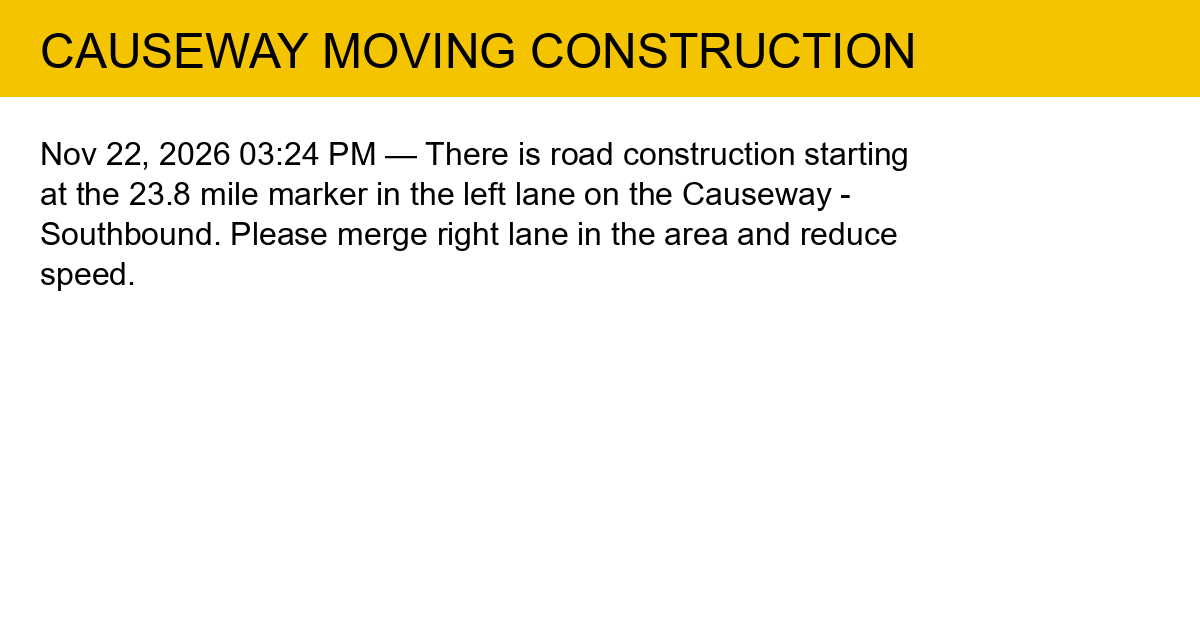 CAUSEWAY MOVING CONSTRUCTION
Nov 22, 2026 03:24 PM — There is road construction starting
at the 23.8 mile marker in the left lane on the Causeway -
Southbound. Please merge right lane in the area and reduce
speed.